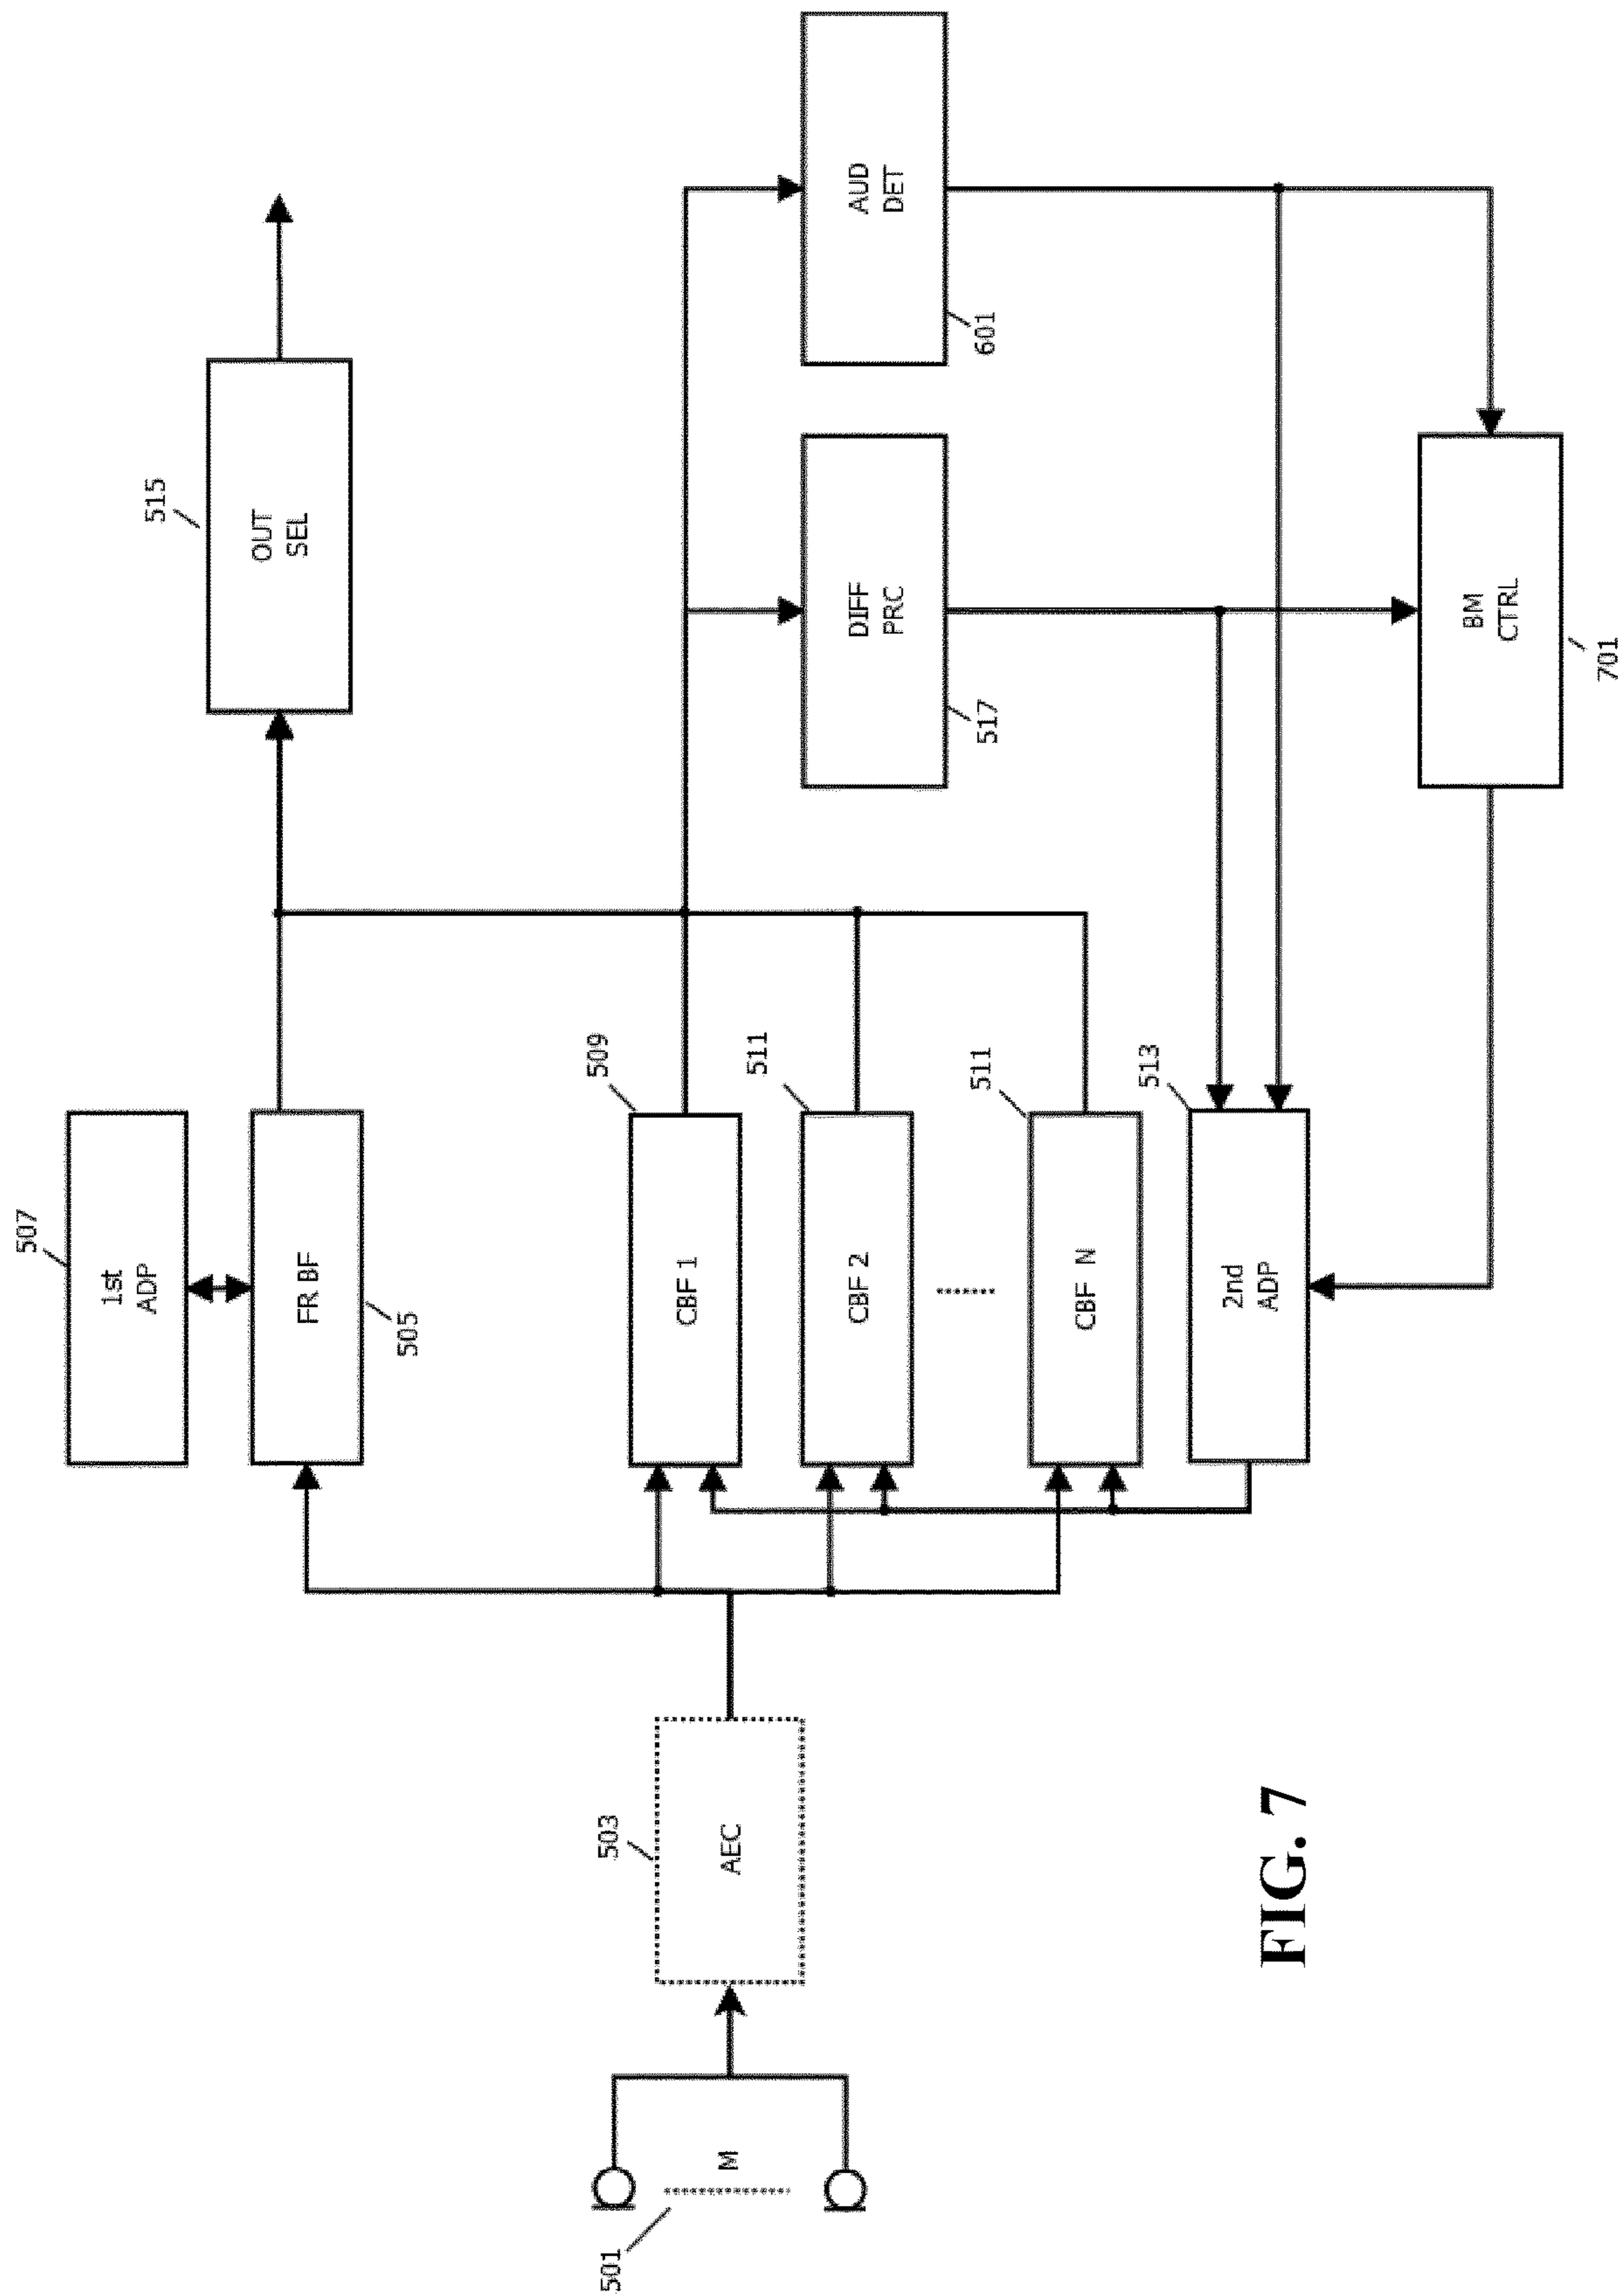 507
1st
ADP
FR BF
505
515
OUT
SEL
501
M
503
AEC
509
CBF 1
511
CBF 2
511
CBF N
513
2nd
ADP
DIFF
PRC
517
AUD
DET
601
BM
CTRL
701
FIG. 7